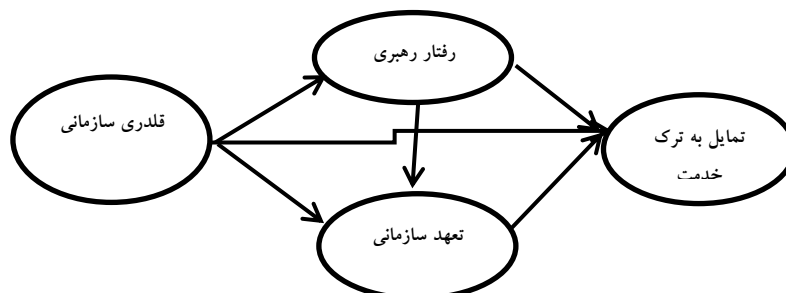 رفتار رهبری
قلدری سازمانی
تمایل به ترک
خدمت
تعهد سازمانی